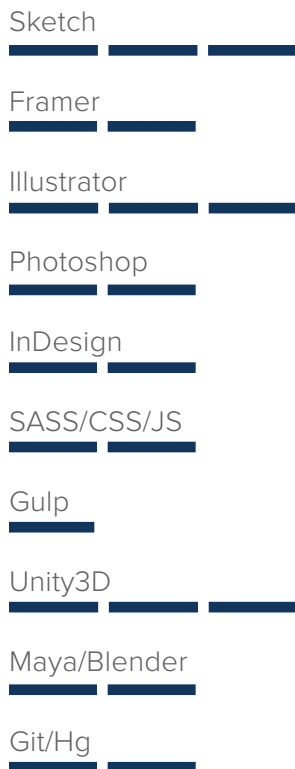 Sketch
Framer
Illustrator
Photoshop
InDesign
SASS/CSS/JS
Gulp
Unity3D
Maya/Blender
Git/Hg